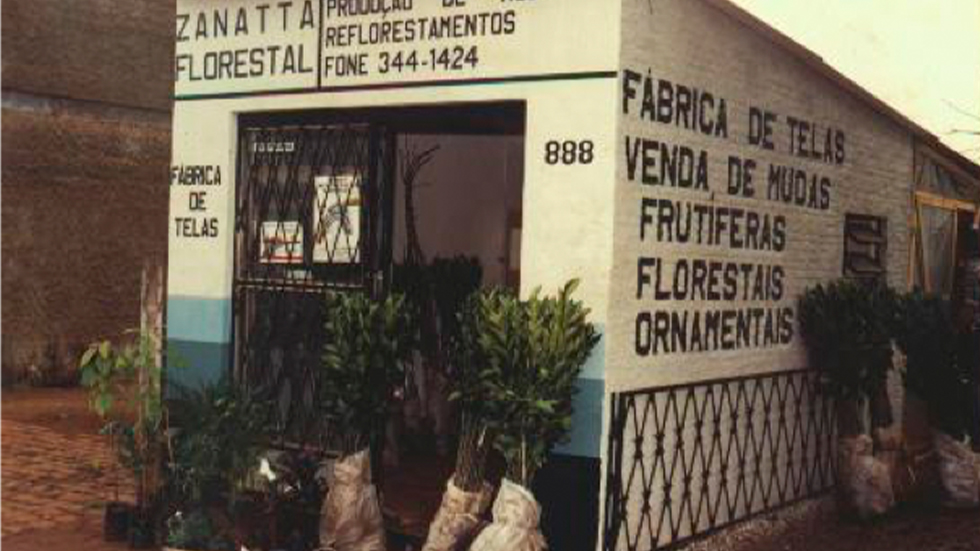 ZANATTA
FLORESTAL
PRODUÇÃO DE
REFLORESTAMENTOS
FONE 344-1424
FÁBRICA
DE
TELAS
888
FÁBRICA DE TELAS
VENDA DE MUDAS
FRUTÍFERAS
FLORESTAIS
ORNAMENTAIS